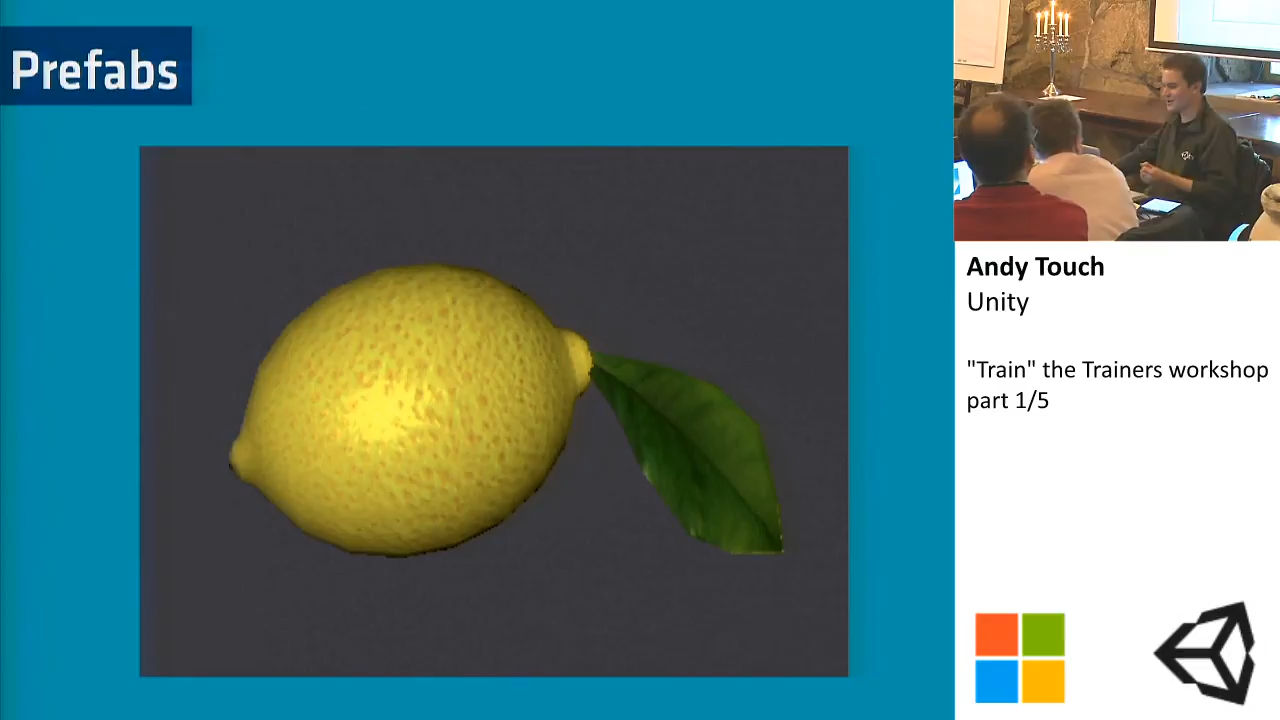 Prefabs
Andy Touch
Unity
"Train" the Trainers workshop
part 1/5